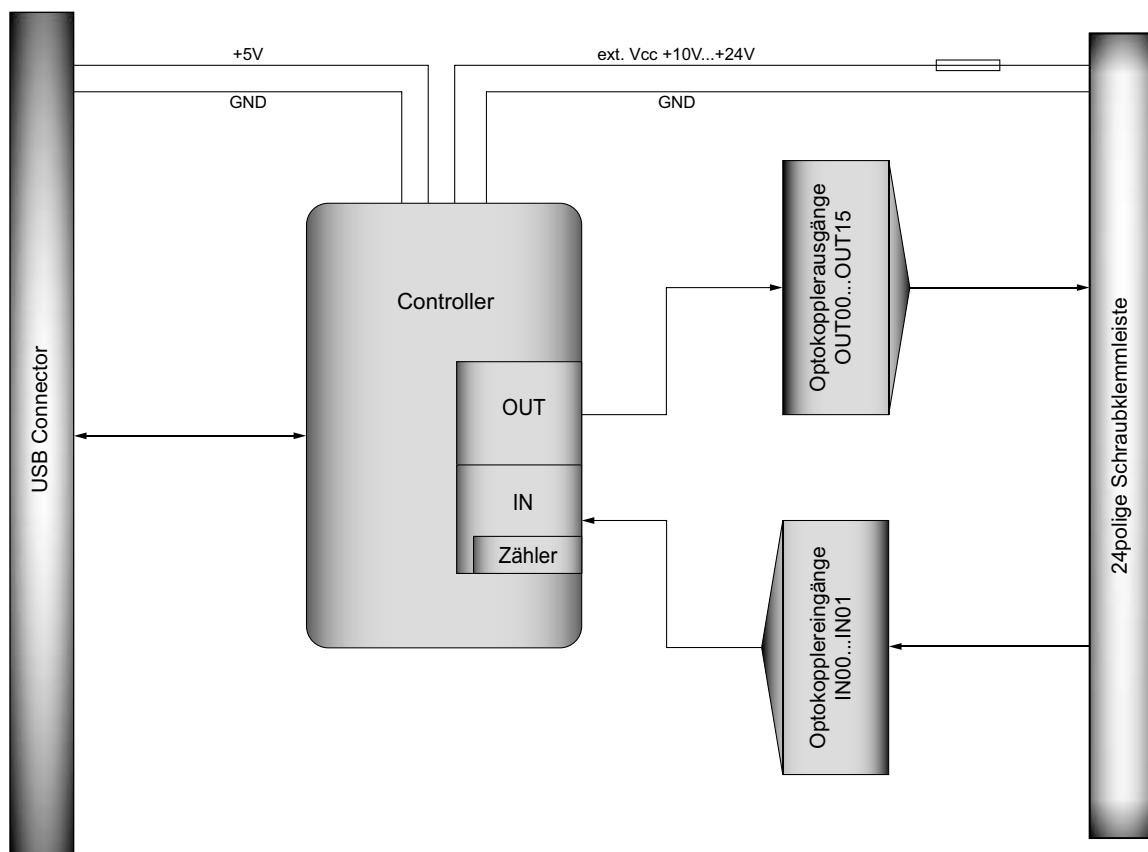 +5V
GND
ext. Vcc +10V...+24V
GND
USB Connector
Controller
OUT
IN
Zähler
Optokopplerausgänge
OUT00...OUT15
Optokopplereingänge
IN00...IN01
24polige Schraubklemmleiste